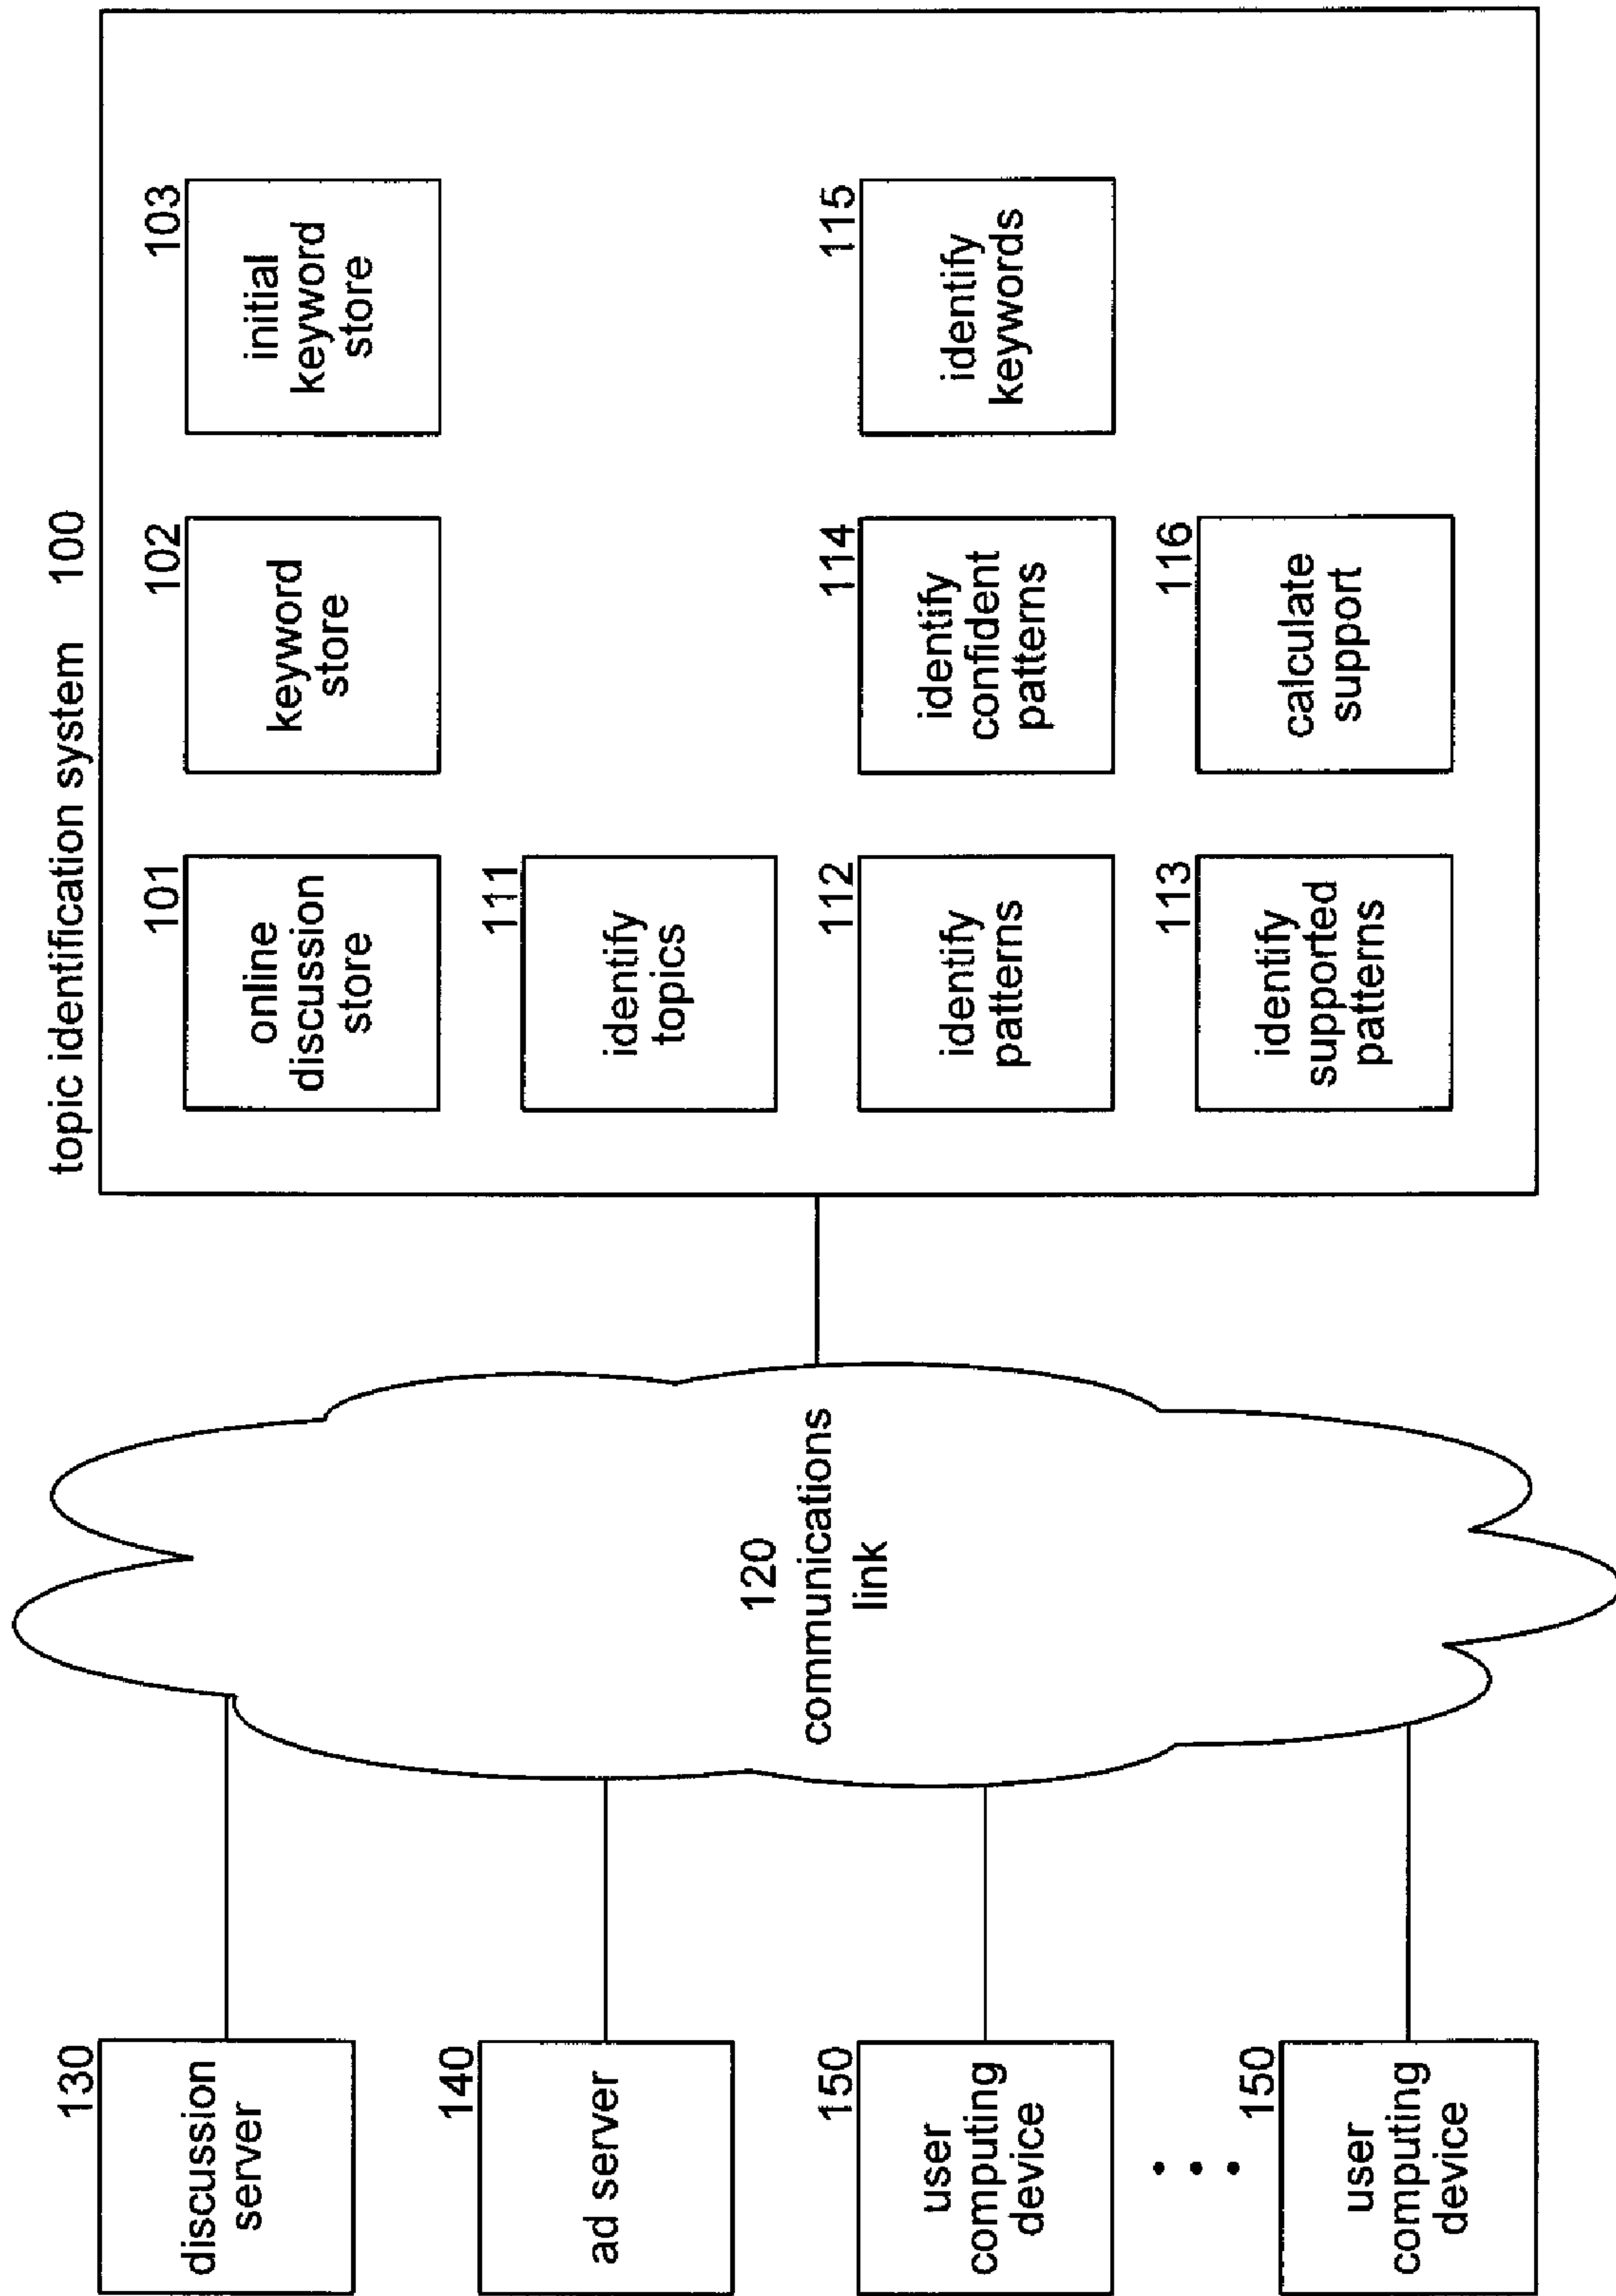 topic identification system 100
101
online
discussion
store
102
keyword
store
103
initial
keyword
store
111
identify
topics
112
identify
patterns
114
identify
confident
patterns
115
identify
keywords
113
identify
supported
patterns
116
calculate
support
120
communications
link
130
discussion
server
140
ad server
150
user
computing
device
150
user
computing
device